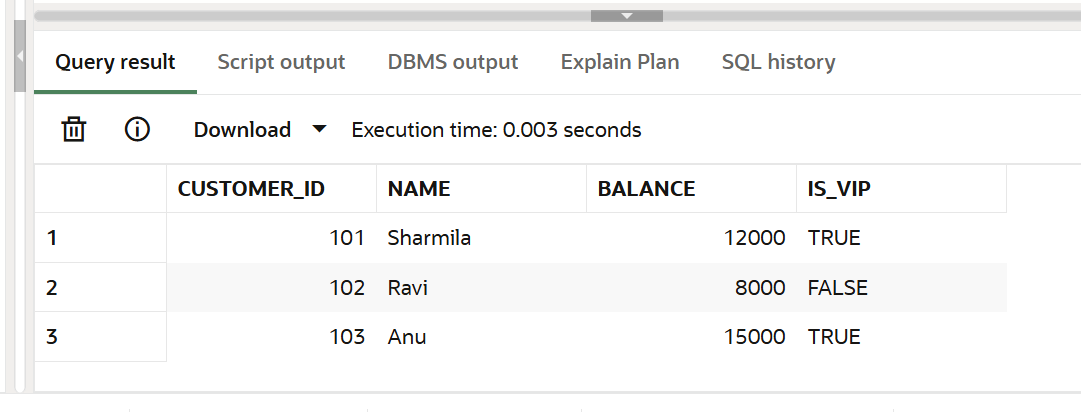 Query result Script output DBMS output Explain Plan SQL history
Download Execution time: 0.003 seconds
CUSTOMER_ID NAME BALANCE IS_VIP
1 101 Sharmila 12000 TRUE
2 102 Ravi 8000 FALSE
3 103 Anu 15000 TRUE